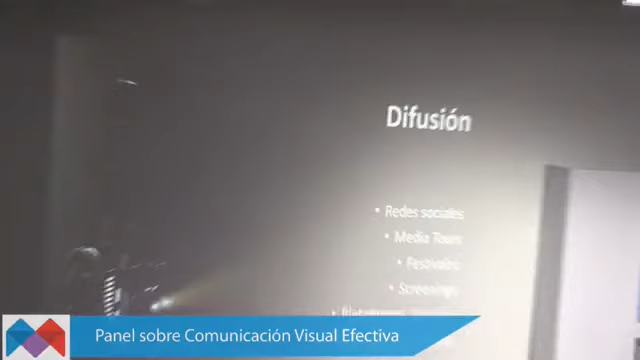 Difusión
• Redes sociales
• Media Tours
• Festivales
• Screenings
Panel sobre Comunicación Visual Efectiva